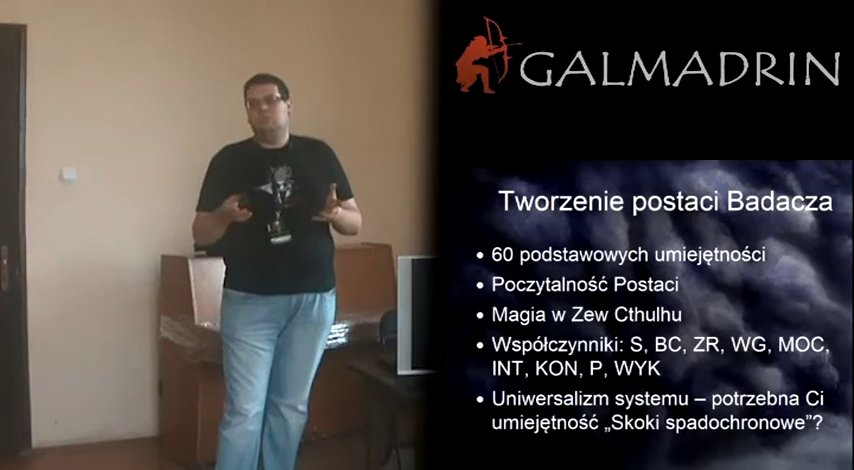 GALMADRIN
Tworzenie postaci Badacza
• 60 podstawowych umiejętności
• Poczytalność Postaci
• Magia w Zew Cthulhu
• Współczynniki: S, BC, ZR, WG, MOC,
INT, KON, P, WYK
• Uniwersalizm systemu – potrzebna Ci
umiejętność „Skoki spadochronowe”?